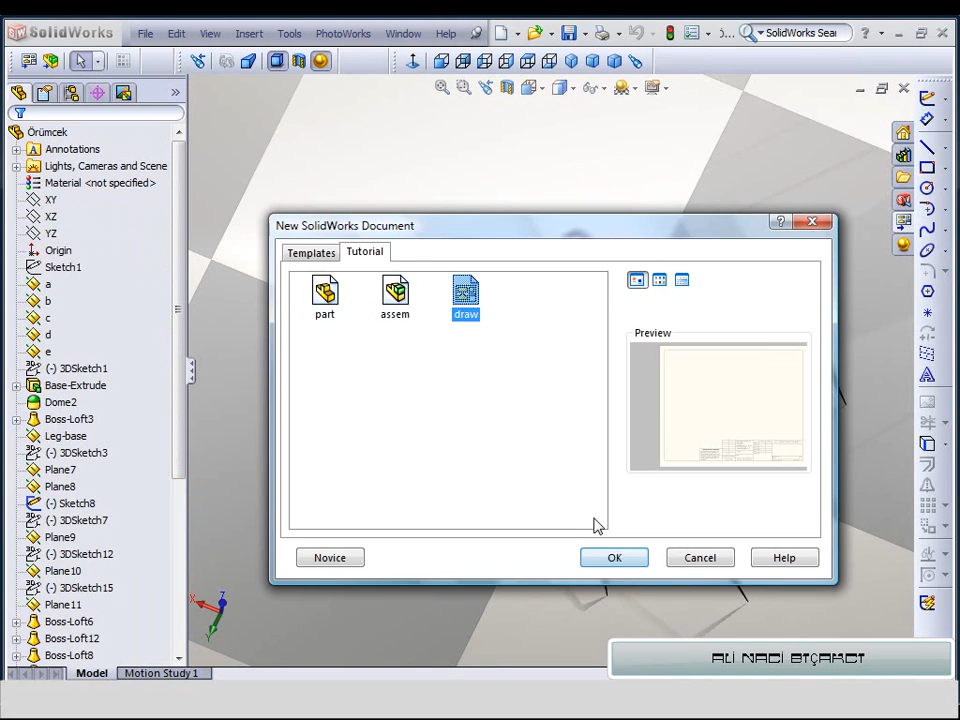 SolidWorks
File Edit View Insert Tools PhotoWorks Window Help
SolidWorks Sear
Örümcek
Annotations
Lights, Cameras and Scene
Material <not specified>
XY
XZ
YZ
Origin
Sketch1
a
b
c
d
e
(-) 3DSketch1
Base-Extrude
Dome2
Boss-Loft3
Leg-base
(-) 3DSketch3
Plane7
Plane8
(-) Sketch8
(-) 3DSketch7
Plane9
(-) 3DSketch12
Plane10
(-) 3DSketch15
Plane11
Boss-Loft6
Boss-Loft12
Boss-Loft8
Model Motion Study 1
New SolidWorks Document
Templates Tutorial
part assem draw
Preview
Novice OK Cancel Help
X Z Y